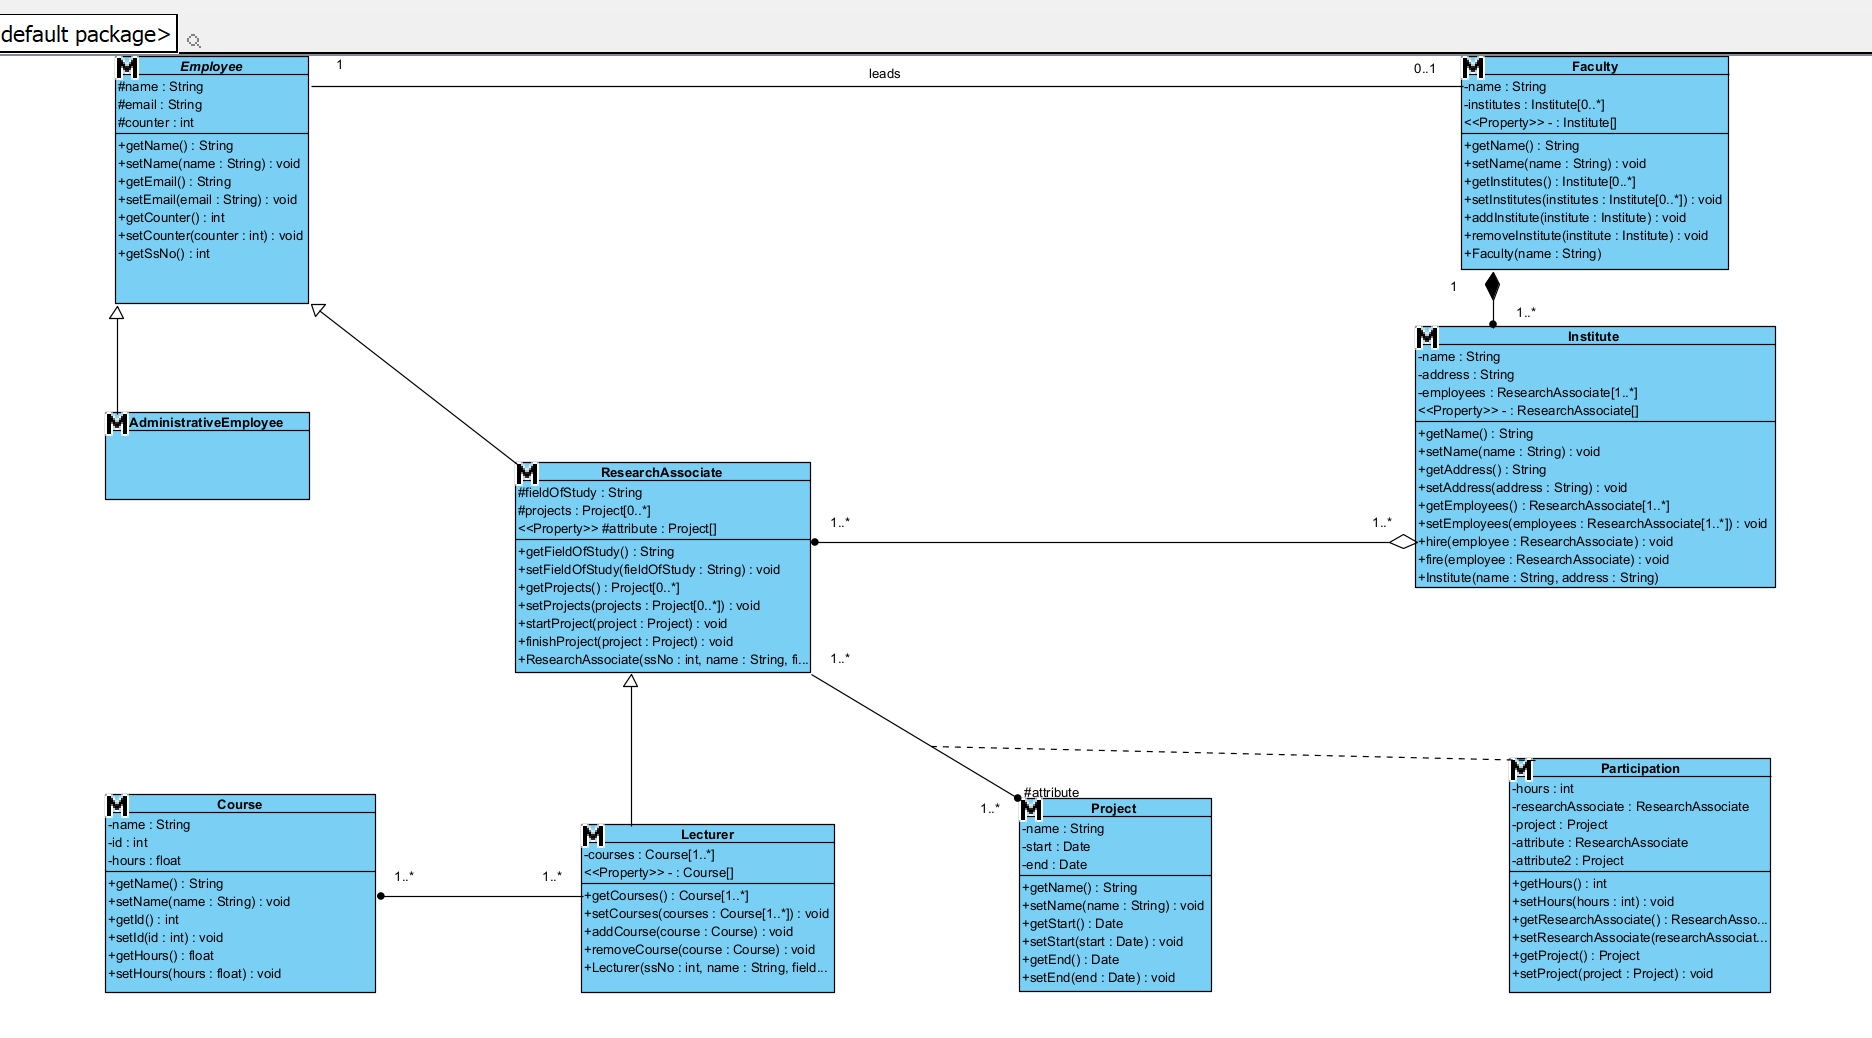 default package>
Employee
#name : String
#email : String
#counter : int
+getName() : String
+setName(name : String) : void
+getEmail() : String
+setEmail(email : String) : void
+getCounter() : int
+setCounter(counter : int) : void
+getSsNo() : int
1
leads
0..1
Faculty
-name : String
-institutes : Institute[0..*]
<<Property>> - : Institute[]
+getName() : String
+setName(name : String) : void
+getInstitutes() : Institute[0..*]
+setInstitutes(institutes : Institute[0..*]) : void
+addInstitute(institute : Institute) : void
+removeInstitute(institute : Institute) : void
+Faculty(name : String)
1
1..*
Institute
-name : String
-address : String
-employees : ResearchAssociate[1..*]
<<Property>> - : ResearchAssociate[]
+getName() : String
+setName(name : String) : void
+getAddress() : String
+setAddress(address : String) : void
+getEmployees() : ResearchAssociate[1..*]
+setEmployees(employees : ResearchAssociate[1..*]) : void
+hire(employee : ResearchAssociate) : void
+fire(employee : ResearchAssociate) : void
+Institute(name : String, address : String)
AdministrativeEmployee
ResearchAssociate
#fieldOfStudy : String
#projects : Project[0..*]
<<Property>> #attribute : Project[]
+getFieldOfStudy() : String
+setFieldOfStudy(fieldOfStudy : String) : void
+getProjects() : Project[0..*]
+setProjects(projects : Project[0..*]) : void
+startProject(project : Project) : void
+finishProject(project : Project) : void
+ResearchAssociate(ssNo : int, name : String, fi...
1..*
1..*
1..*
1..*
#attribute
Course
-name : String
-id : int
-hours : float
+getName() : String
+setName(name : String) : void
+getId() : int
+setId(id : int) : void
+getHours() : float
+setHours(hours : float) : void
1..*
1..*
Lecturer
-courses : Course[1..*]
<<Property>> - : Course[]
+getCourses() : Course[1..*]
+setCourses(courses : Course[1..*]) : void
+addCourse(course : Course) : void
+removeCourse(course : Course) : void
+Lecturer(ssNo : int, name : String, field...
Project
-name : String
-start : Date
-end : Date
+getName() : String
+setName(name : String) : void
+getStart() : Date
+setStart(start : Date) : void
+getEnd() : Date
+setEnd(end : Date) : void
Participation
-hours : int
-researchAssociate : ResearchAssociate
-project : Project
-attribute : ResearchAssociate
-attribute2 : Project
+getHours() : int
+setHours(hours : int) : void
+getResearchAssociate() : ResearchAsso...
+setResearchAssociate(researchAssociat...
+getProject() : Project
+setProject(project : Project) : void